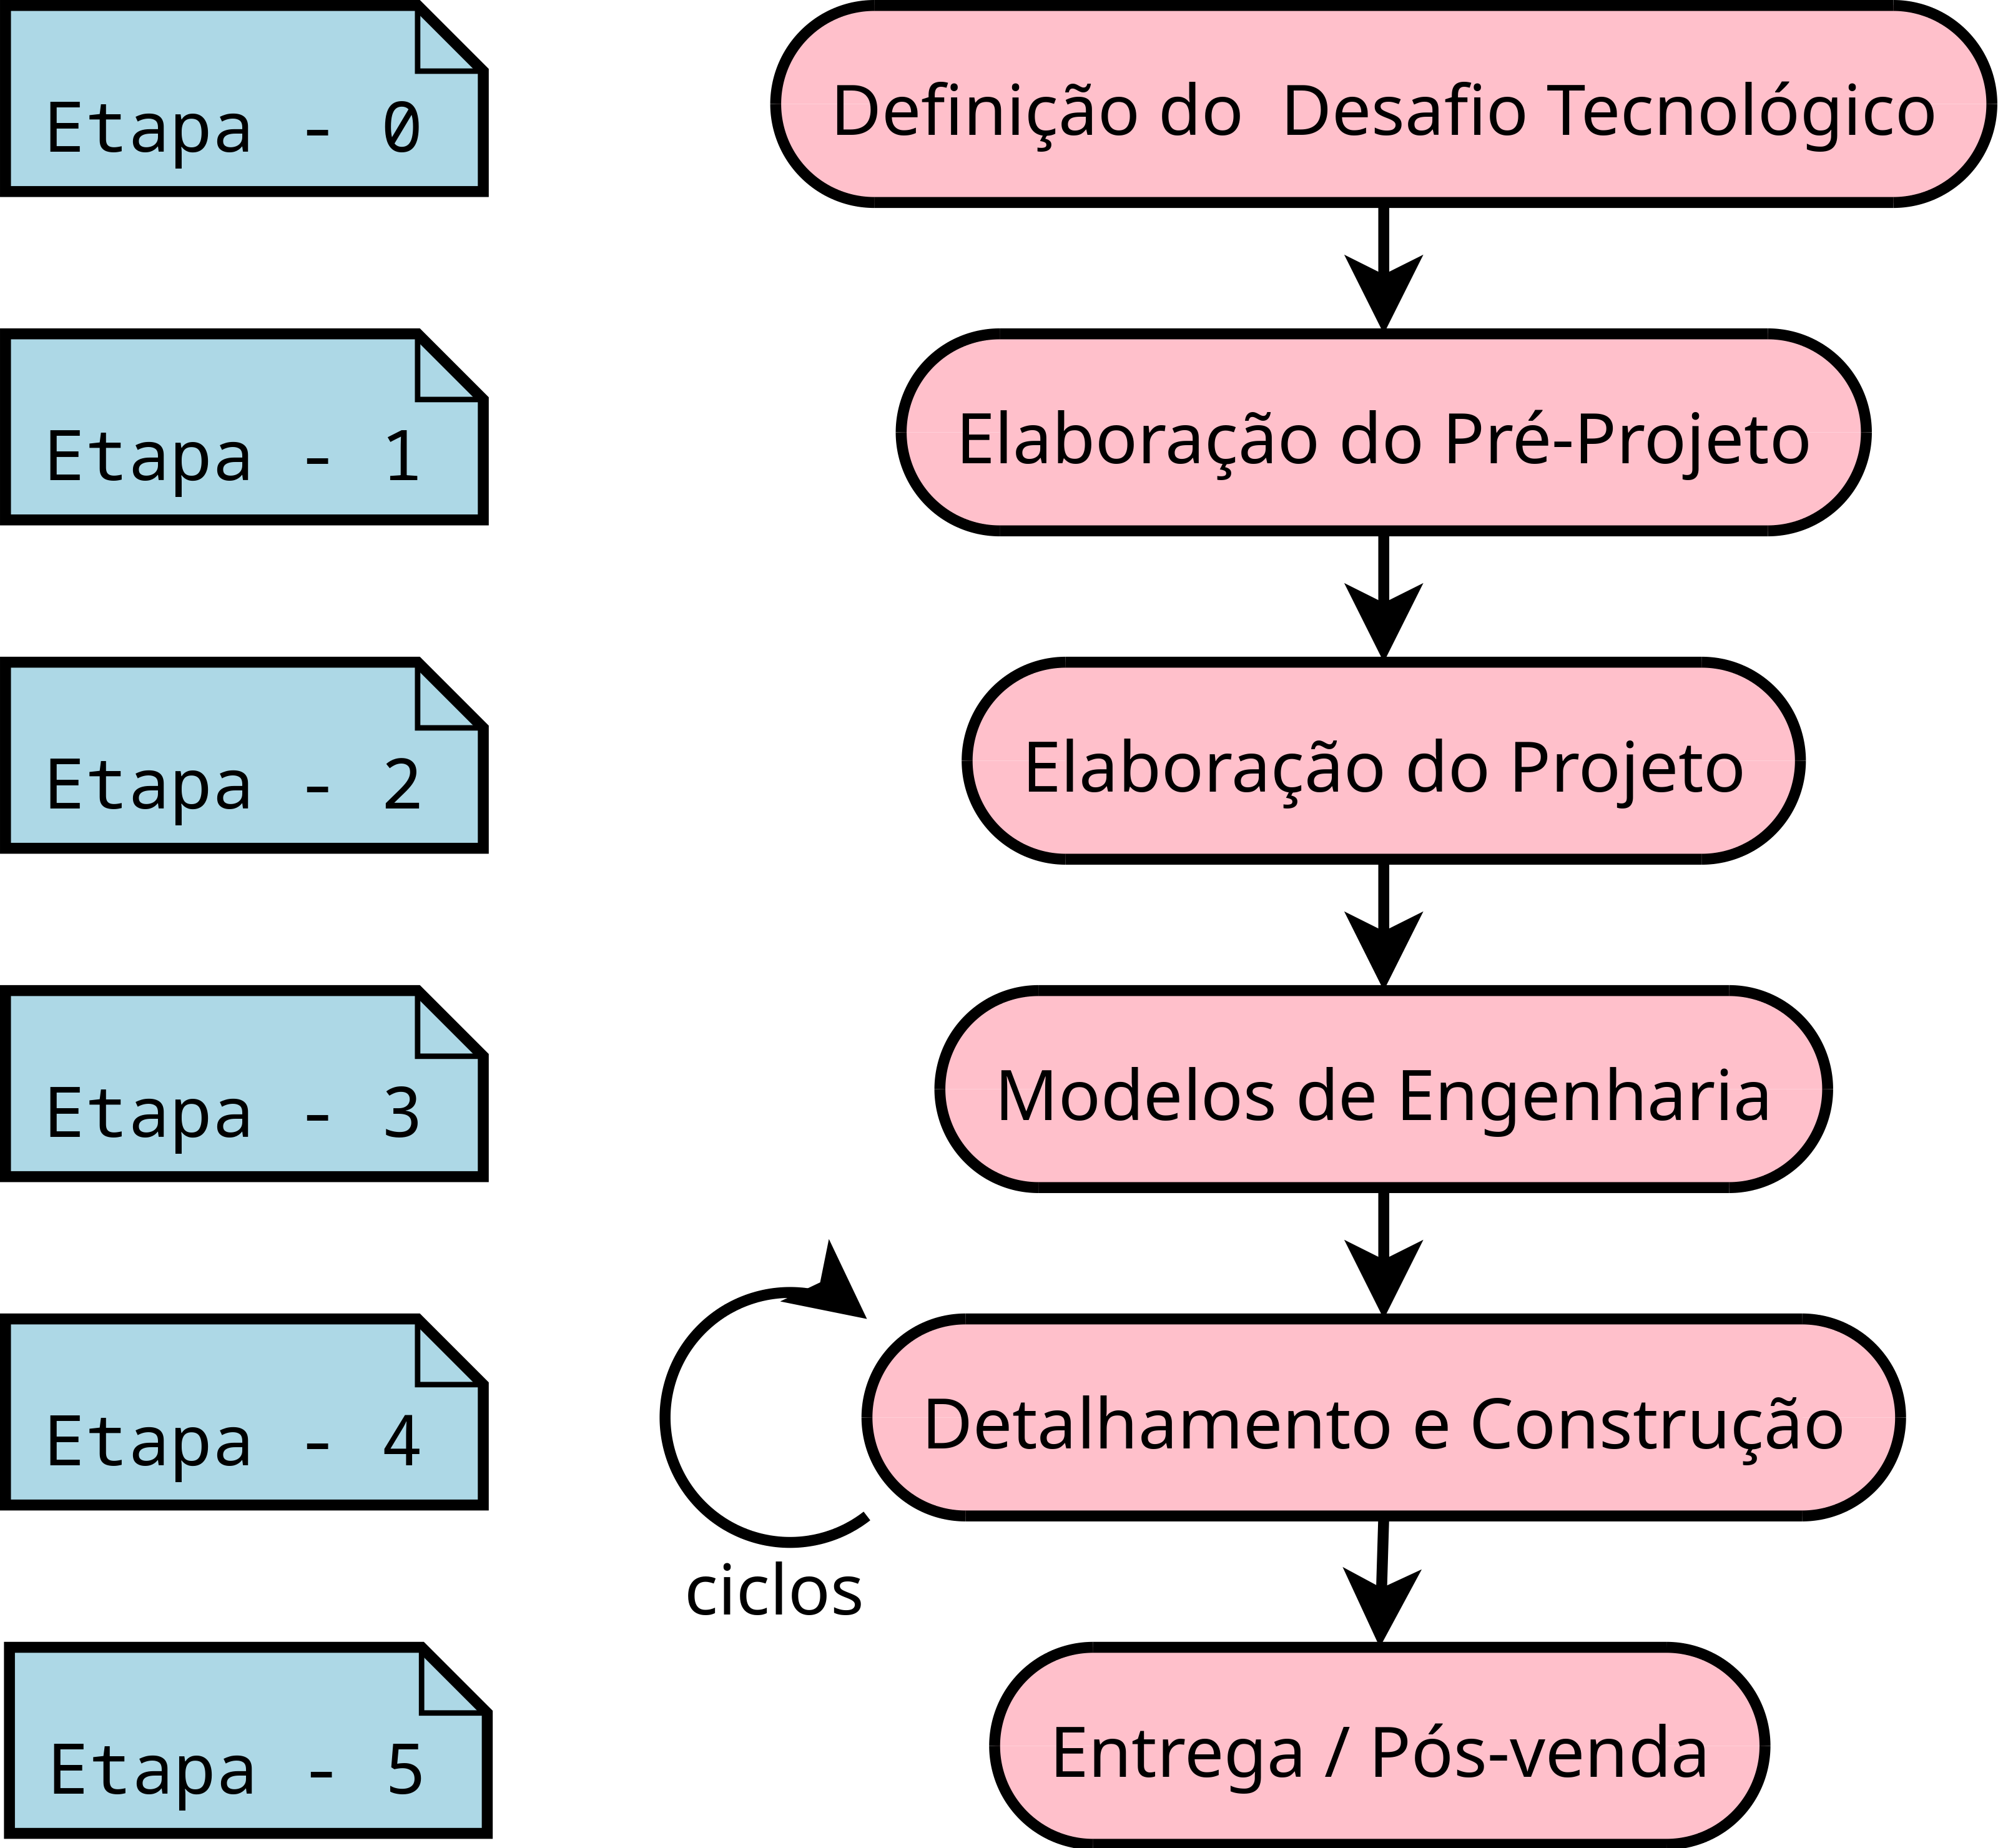 Etapa - 0
Definição do Desafio Tecnológico
Etapa - 1
Elaboração do Pré-Projeto
Etapa - 2
Elaboração do Projeto
Etapa - 3
Modelos de Engenharia
Etapa - 4
Detalhamento e Construção
ciclos
Etapa - 5
Entrega / Pós-venda